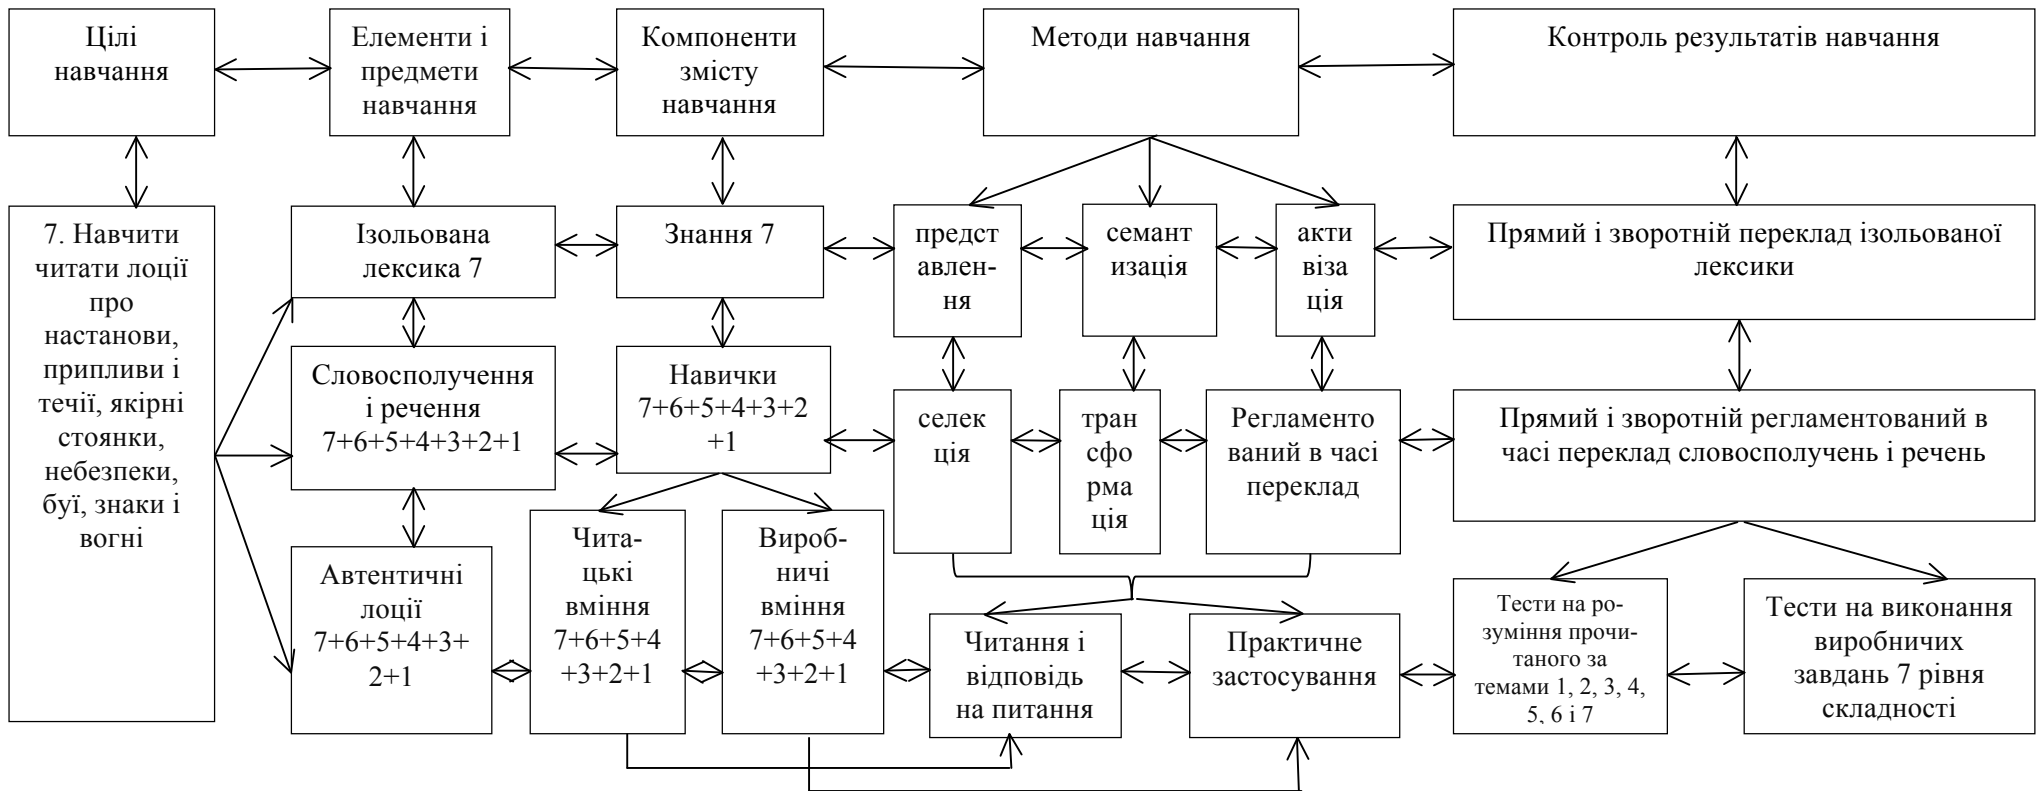 Цілі
навчання
Елементи і
предмети
навчання
Компоненти
змісту
навчання
Методи навчання
Контроль результатів навчання
7. Навчити
читати лоції
про
настанови,
припливи і
течії, якірні
стоянки,
небезпеки,
буї, знаки і
вогні
Ізольована
лексика 7
Знання 7
предст
авлен-
ня
семант
изація
акти
віза
ція
Прямий і зворотній переклад ізольованої
лексики
Словосполучення
і речення
7+6+5+4+3+2+1
Навички
7+6+5+4+3+2
+1
селек
ція
тран
сфо
рма
ція
Регламенто
ваний в часі
переклад
Прямий і зворотній регламентований в
часі переклад словосполучень і речень
Автентичні
лоції
7+6+5+4+3+
2+1
Чита-
цькі
вміння
7+6+5+4
+3+2+1
Вироб-
ничі
вміння
7+6+5+4
+3+2+1
Читання і
відповідь
на питання
Практичне
застосування
Тести на ро-
зуміння прочи-
таного за
темами 1, 2, 3, 4,
5, 6 і 7
Тести на виконання
виробничих
завдань 7 рівня
складності